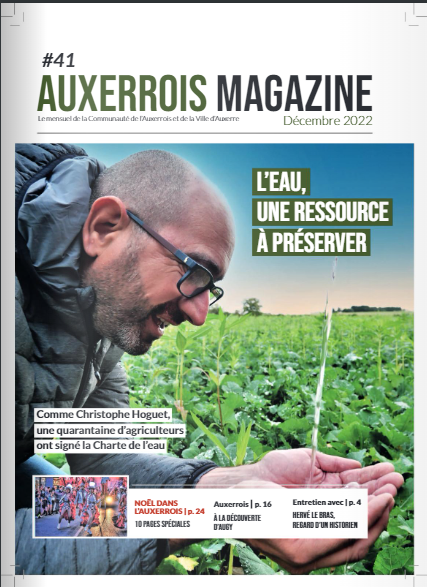 #41
AUXERROIS MAGAZINE
Le mensuel de la Communauté de l'Auxerrois et de la Ville d'Auxerre
Décembre 2022
L'EAU,
UNE RESSOURCE
À PRÉSERVER
Comme Christophe Hoguet,
une quarantaine d'agriculteurs
ont signé la Charte de l'eau
NOËL DANS
L'AUXERROIS | p. 24
10 PAGES SPÉCIALES
Auxerrois | p. 16
À LA DÉCOUVERTE
D'AUGY
Entretien avec | p. 4
HERVÉ LE BRAS,
REGARD D'UN HISTORIEN